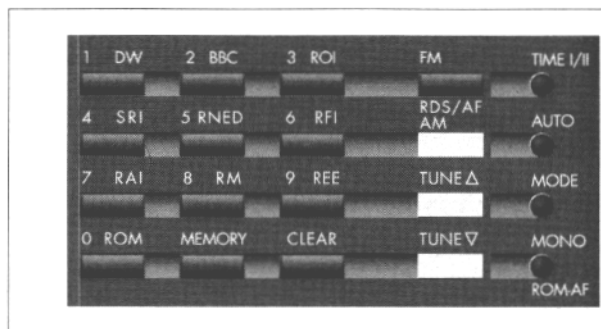 1 DW 2 BBC 3 ROI FM TIME I/II
4 SRI 5 RNED 6 RFI RDS/AF AM AUTO
7 RAI 8 RM 9 REE TUNE △ MODE
0 ROM MEMORY CLEAR TUNE ▽ MONO
ROM-AF